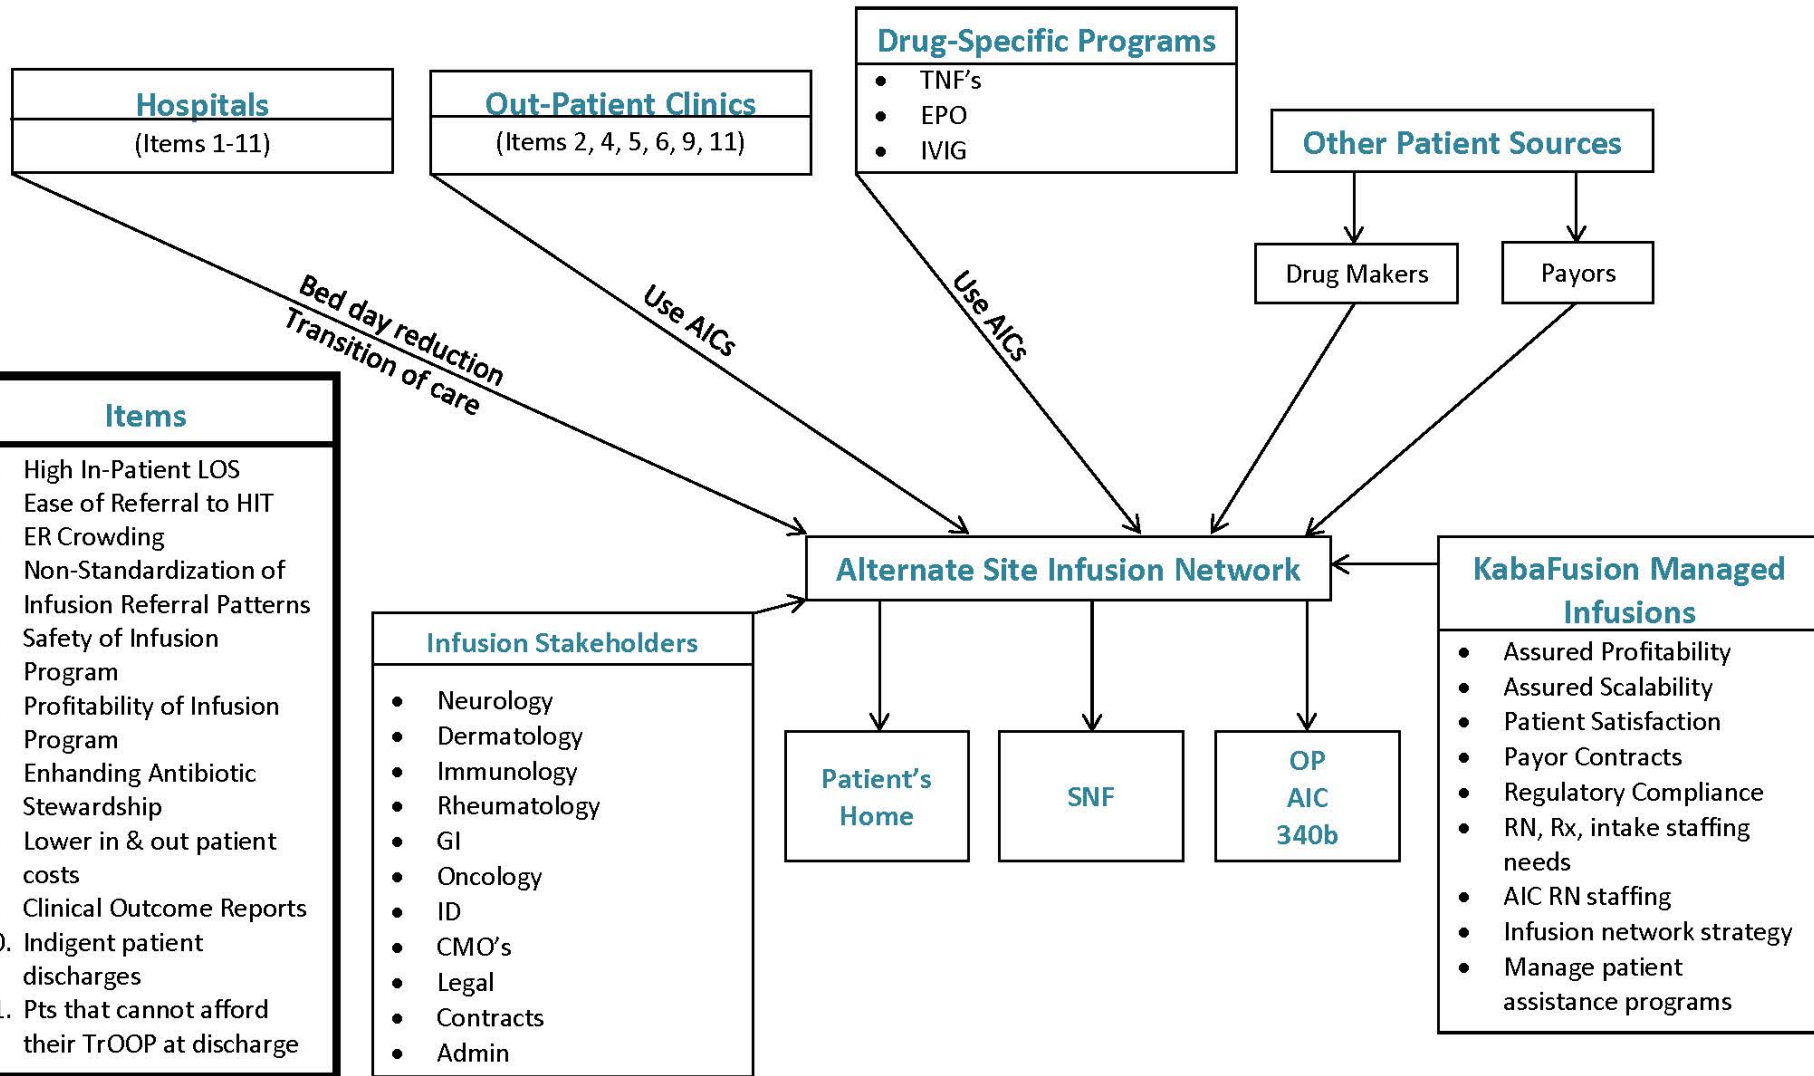 Hospitals
(Items 1-11)
Out-Patient Clinics
(Items 2, 4, 5, 6, 9, 11)
Drug-Specific Programs
• TNF's
• EPO
• IVIG
Other Patient Sources
Drug Makers
Payors
Bed day reduction
Transition of care
Use AICs
Use AICs
Items
High In-Patient LOS
Ease of Referral to HIT
ER Crowding
Non-Standardization of
Infusion Referral Patterns
Safety of Infusion
Program
Profitability of Infusion
Program
Enhanding Antibiotic
Stewardship
Lower in & out patient
costs
Clinical Outcome Reports
0. Indigent patient
discharges
1. Pts that cannot afford
their TrOOP at discharge
Alternate Site Infusion Network
Infusion Stakeholders
• Neurology
• Dermatology
• Immunology
• Rheumatology
• GI
• Oncology
• ID
• CMO's
• Legal
• Contracts
• Admin
Patient's
Home
SNF
OP
AIC
340b
KabaFusion Managed
Infusions
• Assured Profitability
• Assured Scalability
• Patient Satisfaction
• Payor Contracts
• Regulatory Compliance
• RN, Rx, intake staffing
needs
• AIC RN staffing
• Infusion network strategy
• Manage patient
assistance programs